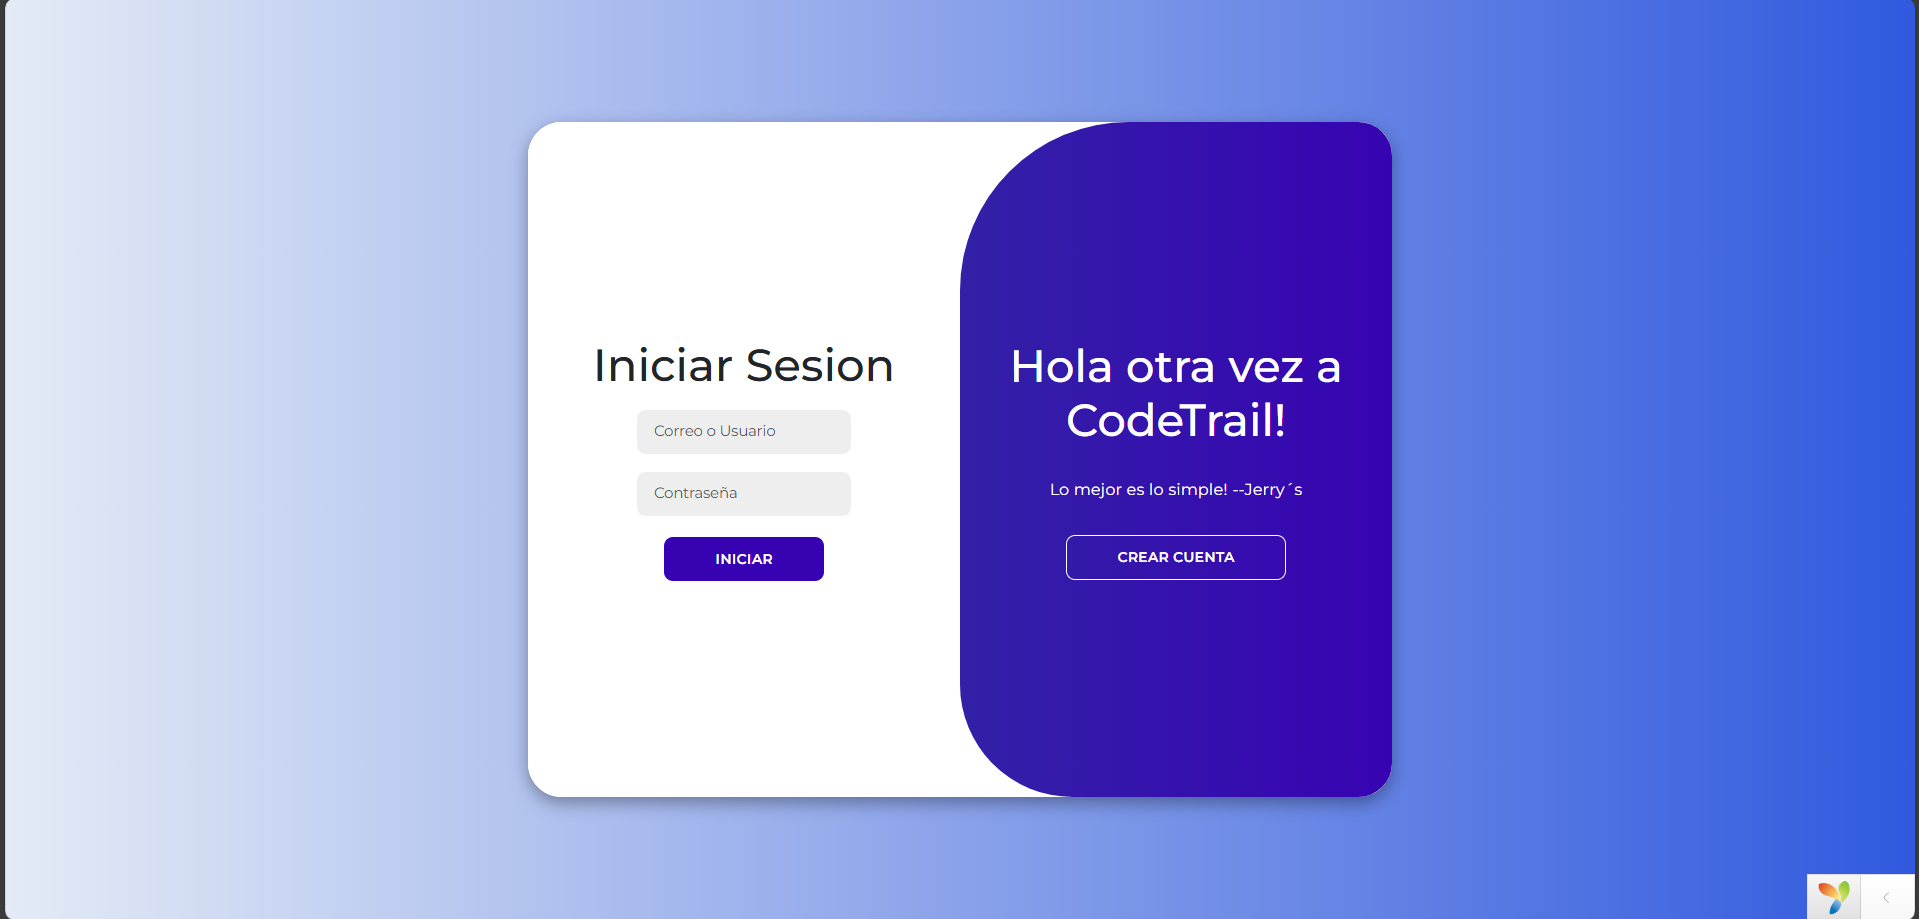 Iniciar Sesion
Correo o Usuario
Contraseña
INICIAR
Hola otra vez a
CodeTrail!
Lo mejor es lo simple! --Jerry´s
CREAR CUENTA